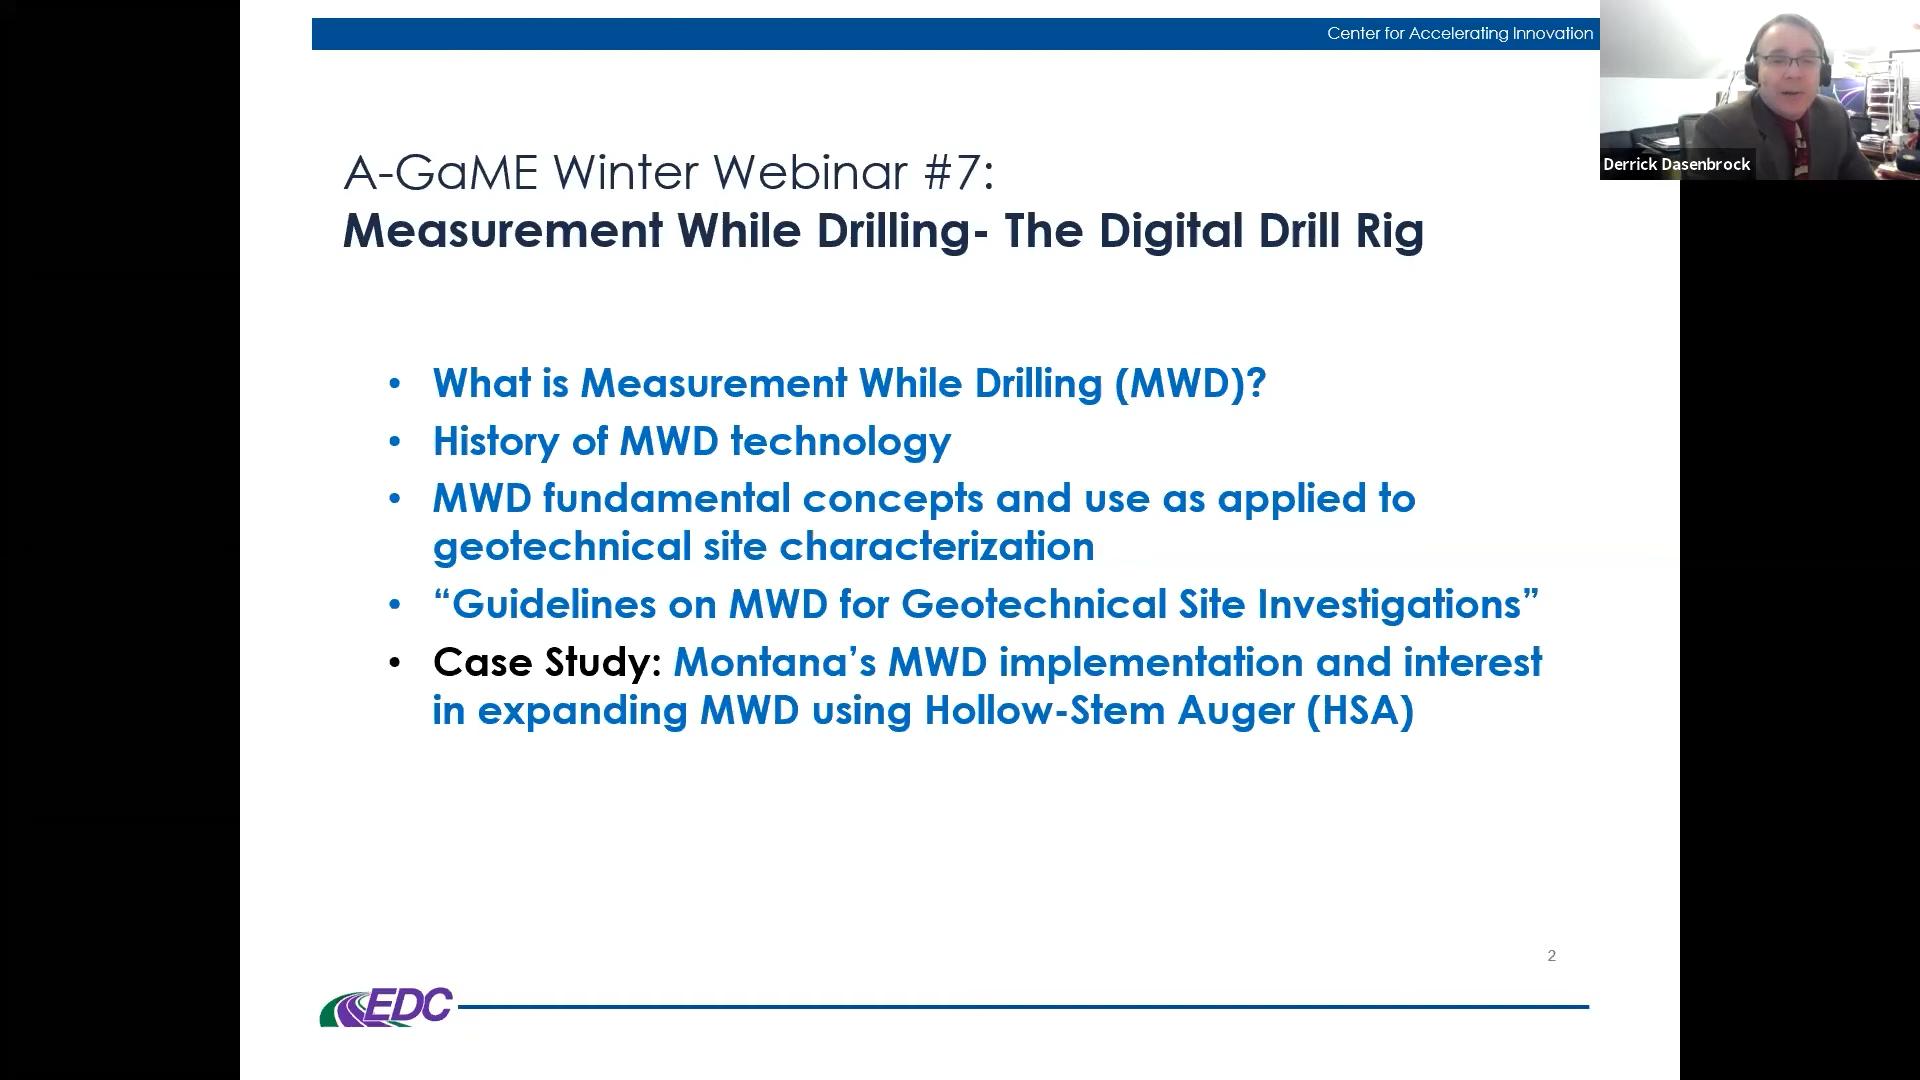 Center for Accelerating Innovation
Derrick Dasenbrock
A-GaME Winter Webinar #7:
Measurement While Drilling- The Digital Drill Rig
• What is Measurement While Drilling (MWD)?
• History of MWD technology
• MWD fundamental concepts and use as applied to
geotechnical site characterization
• “Guidelines on MWD for Geotechnical Site Investigations”
• Case Study: Montana’s MWD implementation and interest
in expanding MWD using Hollow-Stem Auger (HSA)
2
EDC